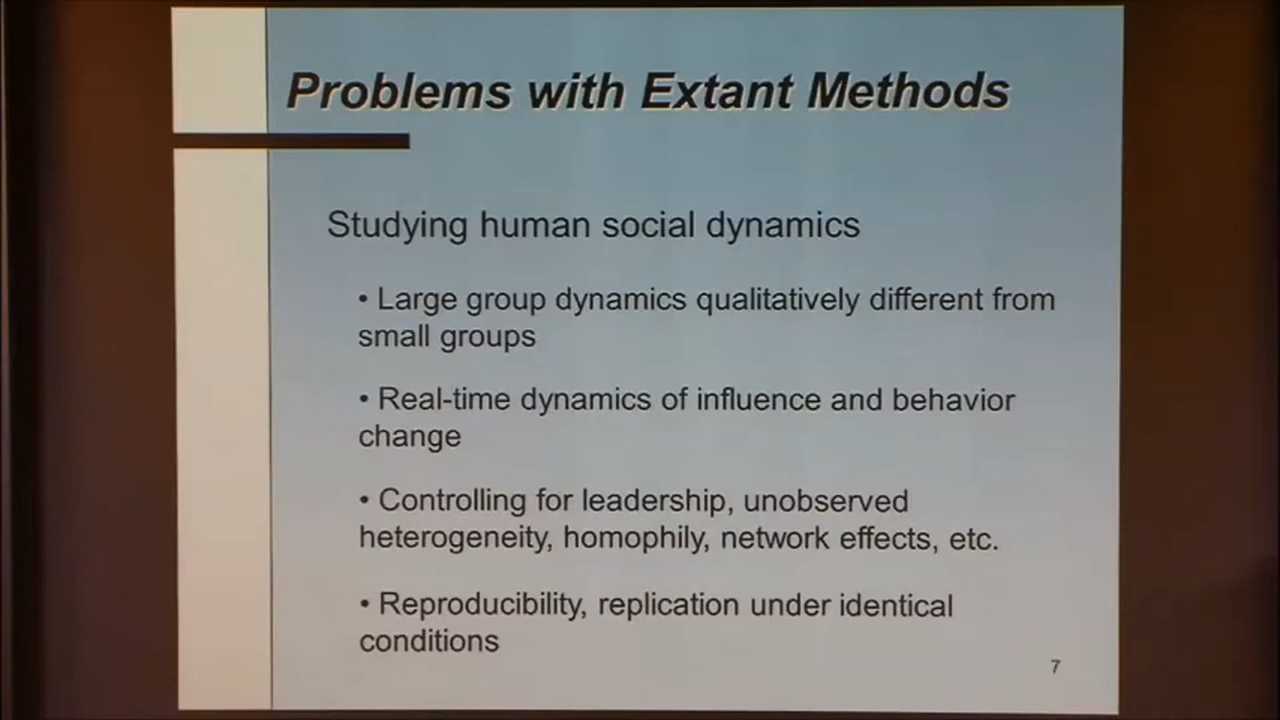 Problems with Extant Methods
Studying human social dynamics
• Large group dynamics qualitatively different from
small groups
• Real-time dynamics of influence and behavior
change
• Controlling for leadership, unobserved
heterogeneity, homophily, network effects, etc.
• Reproducibility, replication under identical
conditions
7